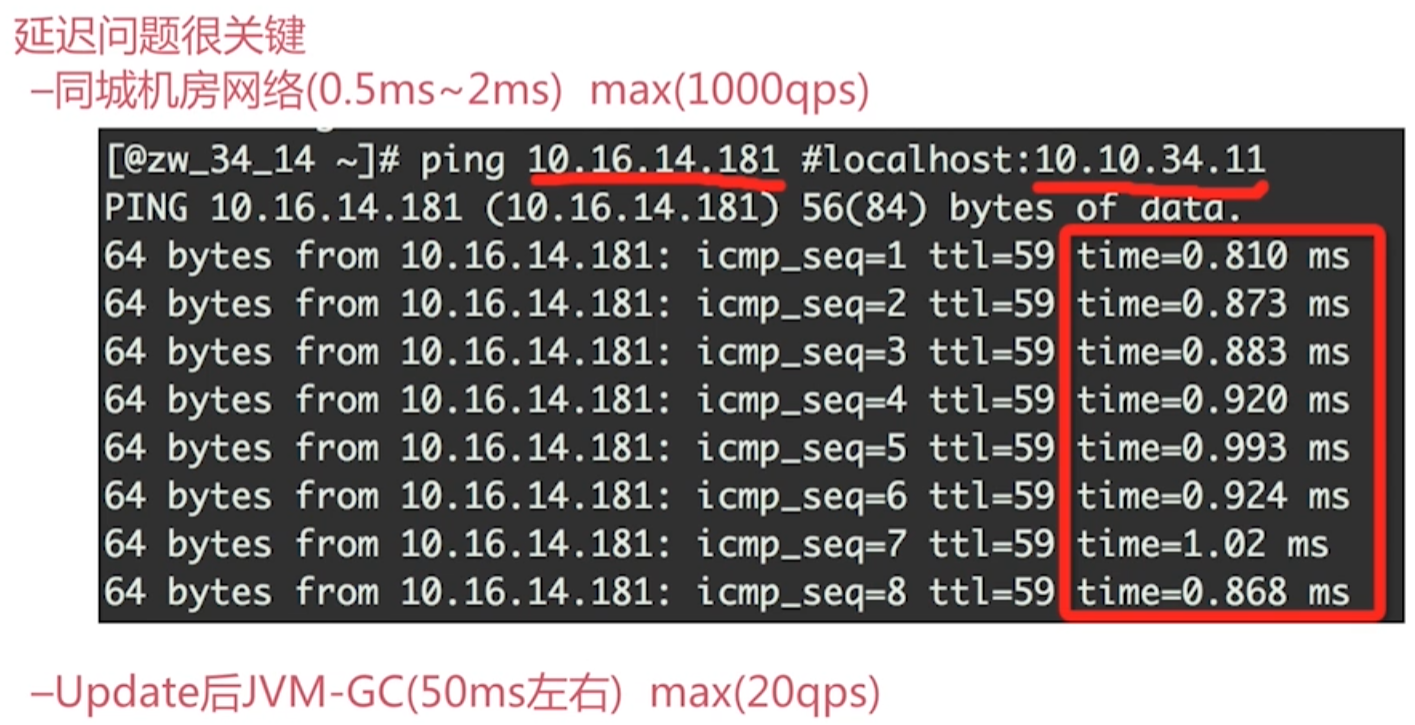 延迟问题很关键
–同城机房网络(0.5ms~2ms) max(1000qps)
[@zw_34_14 ~]# ping 10.16.14.181 #localhost:10.10.34.11
PING 10.16.14.181 (10.16.14.181) 56(84) bytes of data.
64 bytes from 10.16.14.181: icmp_seq=1 ttl=59 time=0.810 ms
64 bytes from 10.16.14.181: icmp_seq=2 ttl=59 time=0.873 ms
64 bytes from 10.16.14.181: icmp_seq=3 ttl=59 time=0.883 ms
64 bytes from 10.16.14.181: icmp_seq=4 ttl=59 time=0.920 ms
64 bytes from 10.16.14.181: icmp_seq=5 ttl=59 time=0.993 ms
64 bytes from 10.16.14.181: icmp_seq=6 ttl=59 time=0.924 ms
64 bytes from 10.16.14.181: icmp_seq=7 ttl=59 time=1.02 ms
64 bytes from 10.16.14.181: icmp_seq=8 ttl=59 time=0.868 ms
–Update后JVM-GC(50ms左右) max(20qps)